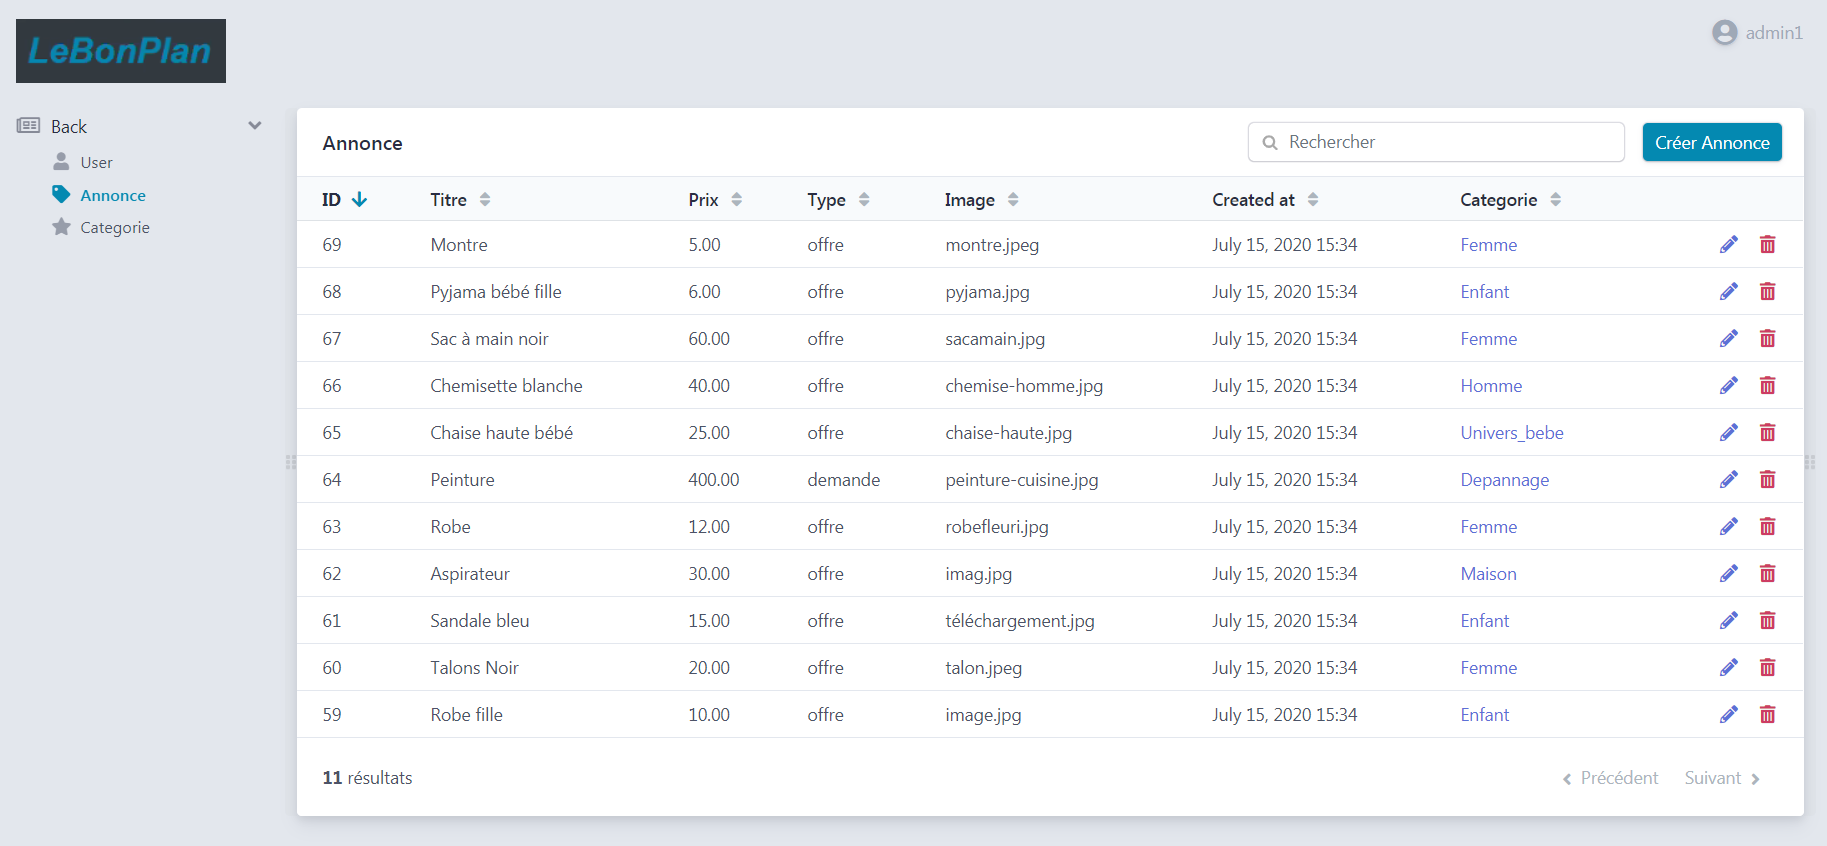 LeBonPlan
admin1
Back
User
Annonce
Categorie
Annonce
Rechercher
Créer Annonce
ID Titre Prix Type Image Created at Categorie
69 Montre 5.00 offre montre.jpeg July 15, 2020 15:34 Femme
68 Pyjama bébé fille 6.00 offre pyjama.jpg July 15, 2020 15:34 Enfant
67 Sac à main noir 60.00 offre sacamain.jpg July 15, 2020 15:34 Femme
66 Chemisette blanche 40.00 offre chemise-homme.jpg July 15, 2020 15:34 Homme
65 Chaise haute bébé 25.00 offre chaise-haute.jpg July 15, 2020 15:34 Univers_bebe
64 Peinture 400.00 demande peinture-cuisine.jpg July 15, 2020 15:34 Depannage
63 Robe 12.00 offre robefleuri.jpg July 15, 2020 15:34 Femme
62 Aspirateur 30.00 offre imag.jpg July 15, 2020 15:34 Maison
61 Sandale bleu 15.00 offre téléchargement.jpg July 15, 2020 15:34 Enfant
60 Talons Noir 20.00 offre talon.jpeg July 15, 2020 15:34 Femme
59 Robe fille 10.00 offre image.jpg July 15, 2020 15:34 Enfant
11 résultats
Précédent Suivant